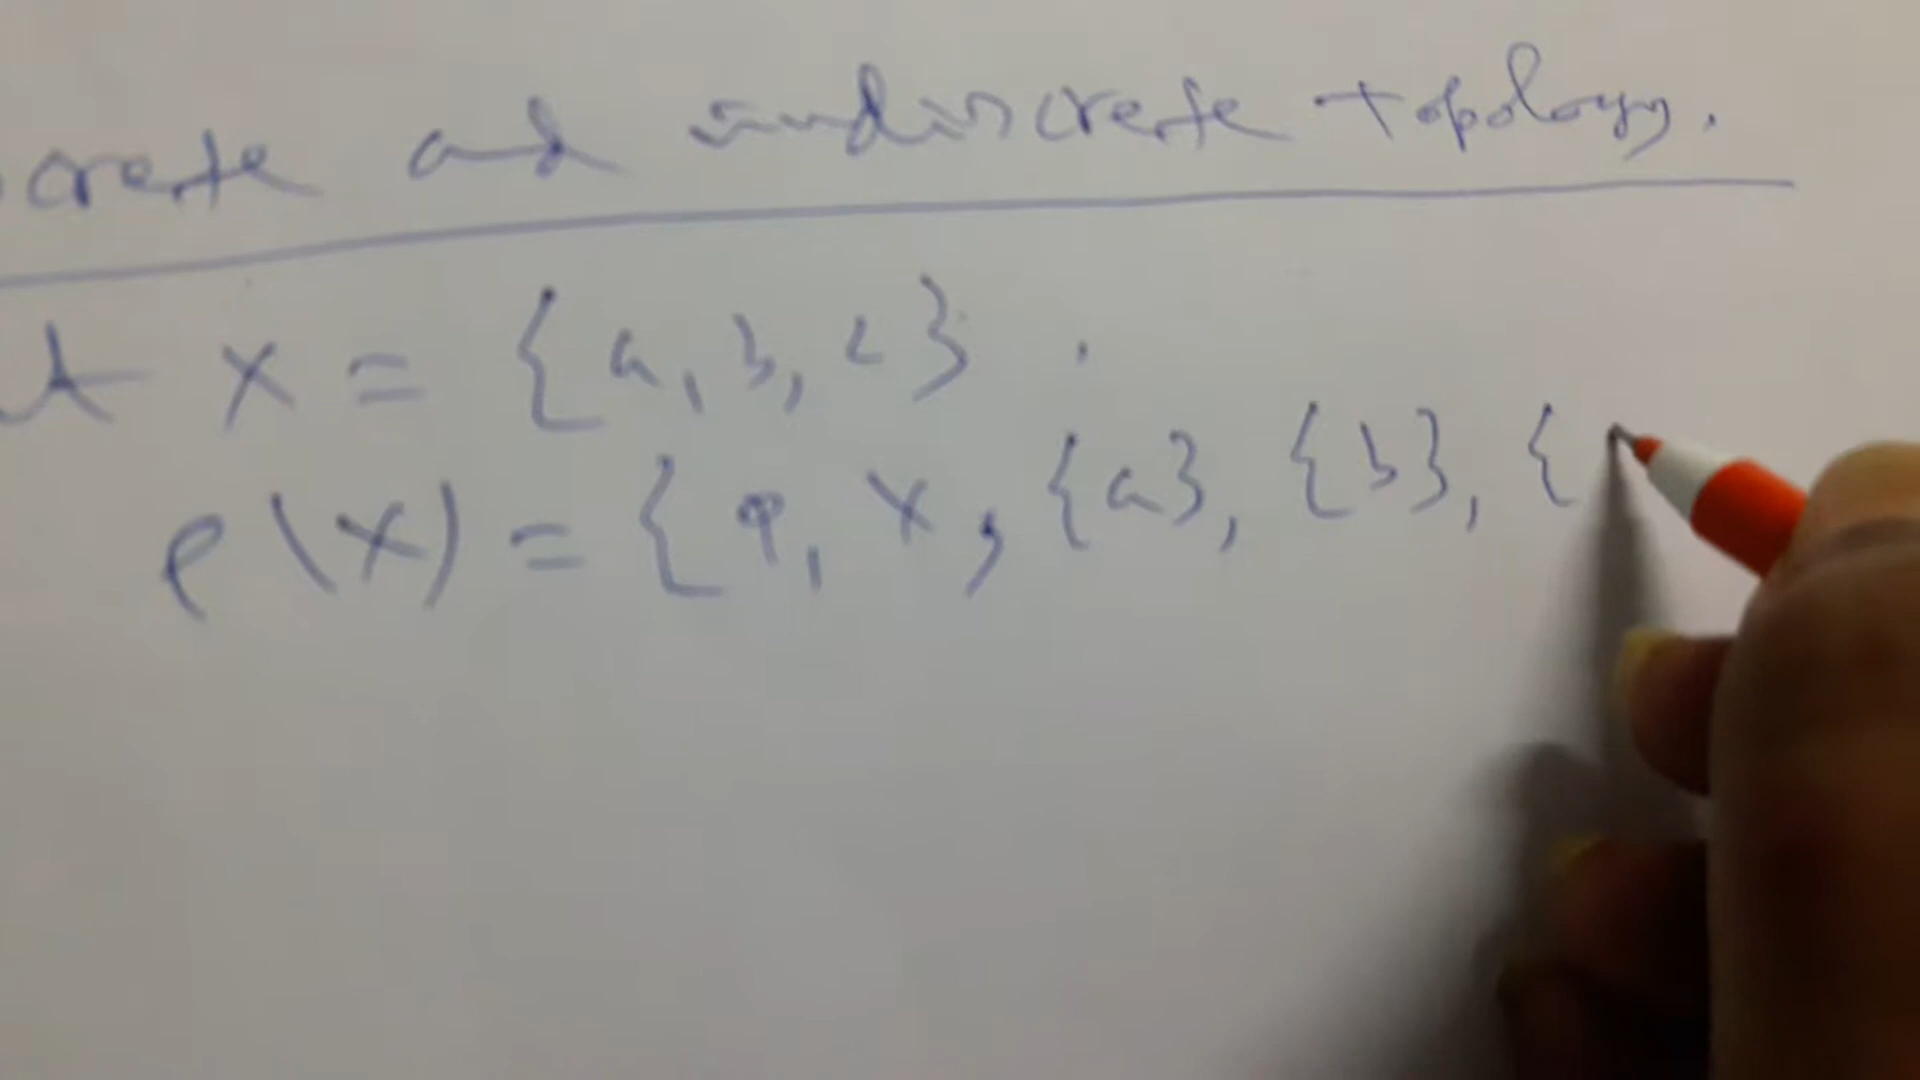 crete and indiscrete topology.
t X = {a, b, c}.
P(X) = {φ, X, {a}, {b}, {